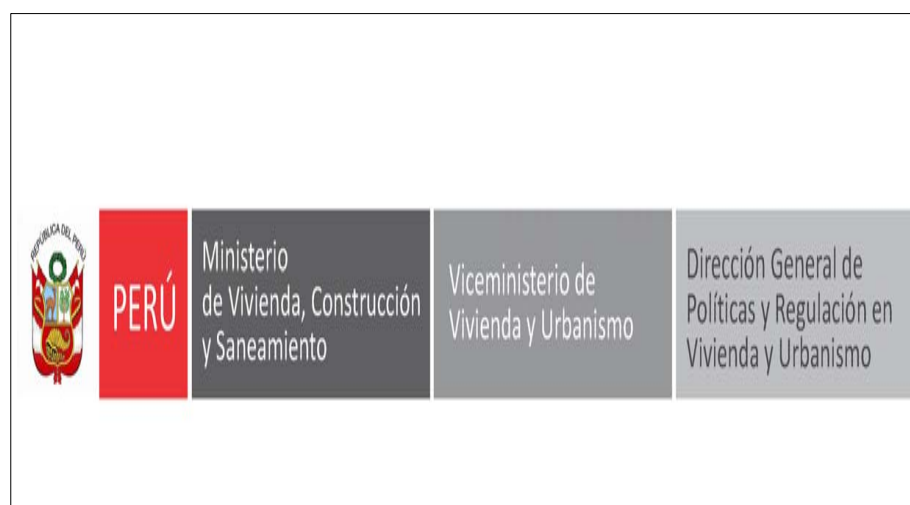 REPÚBLICA DEL PERÚ
PERÚ
Ministerio
de Vivienda, Construcción
y Saneamiento
Viceministerio de
Vivienda y Urbanismo
Dirección General de
Políticas y Regulación en
Vivienda y Urbanismo